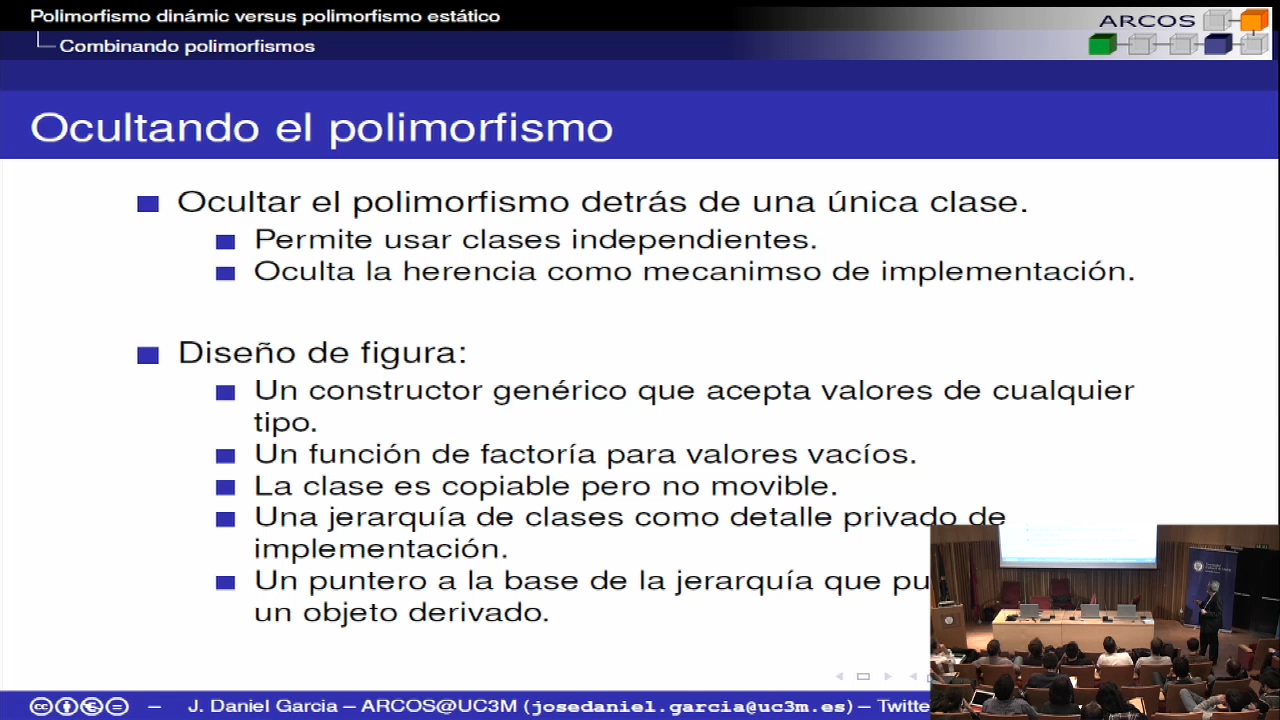 Polimorfismo dinámic versus polimorfismo estático
Combinando polimorfismos
ARCOS
Ocultando el polimorfismo
Ocultar el polimorfismo detrás de una única clase.
Permite usar clases independientes.
Oculta la herencia como mecanimso de implementación.
Diseño de figura:
Un constructor genérico que acepta valores de cualquier
tipo.
Un función de factoría para valores vacíos.
La clase es copiable pero no movible.
Una jerarquía de clases como detalle privado de
implementación.
Un puntero a la base de la jerarquía que pu
un objeto derivado.
cc – J. Daniel Garcia – ARCOS@UC3M (josedaniel.garcia@uc3m.es) – Twitte